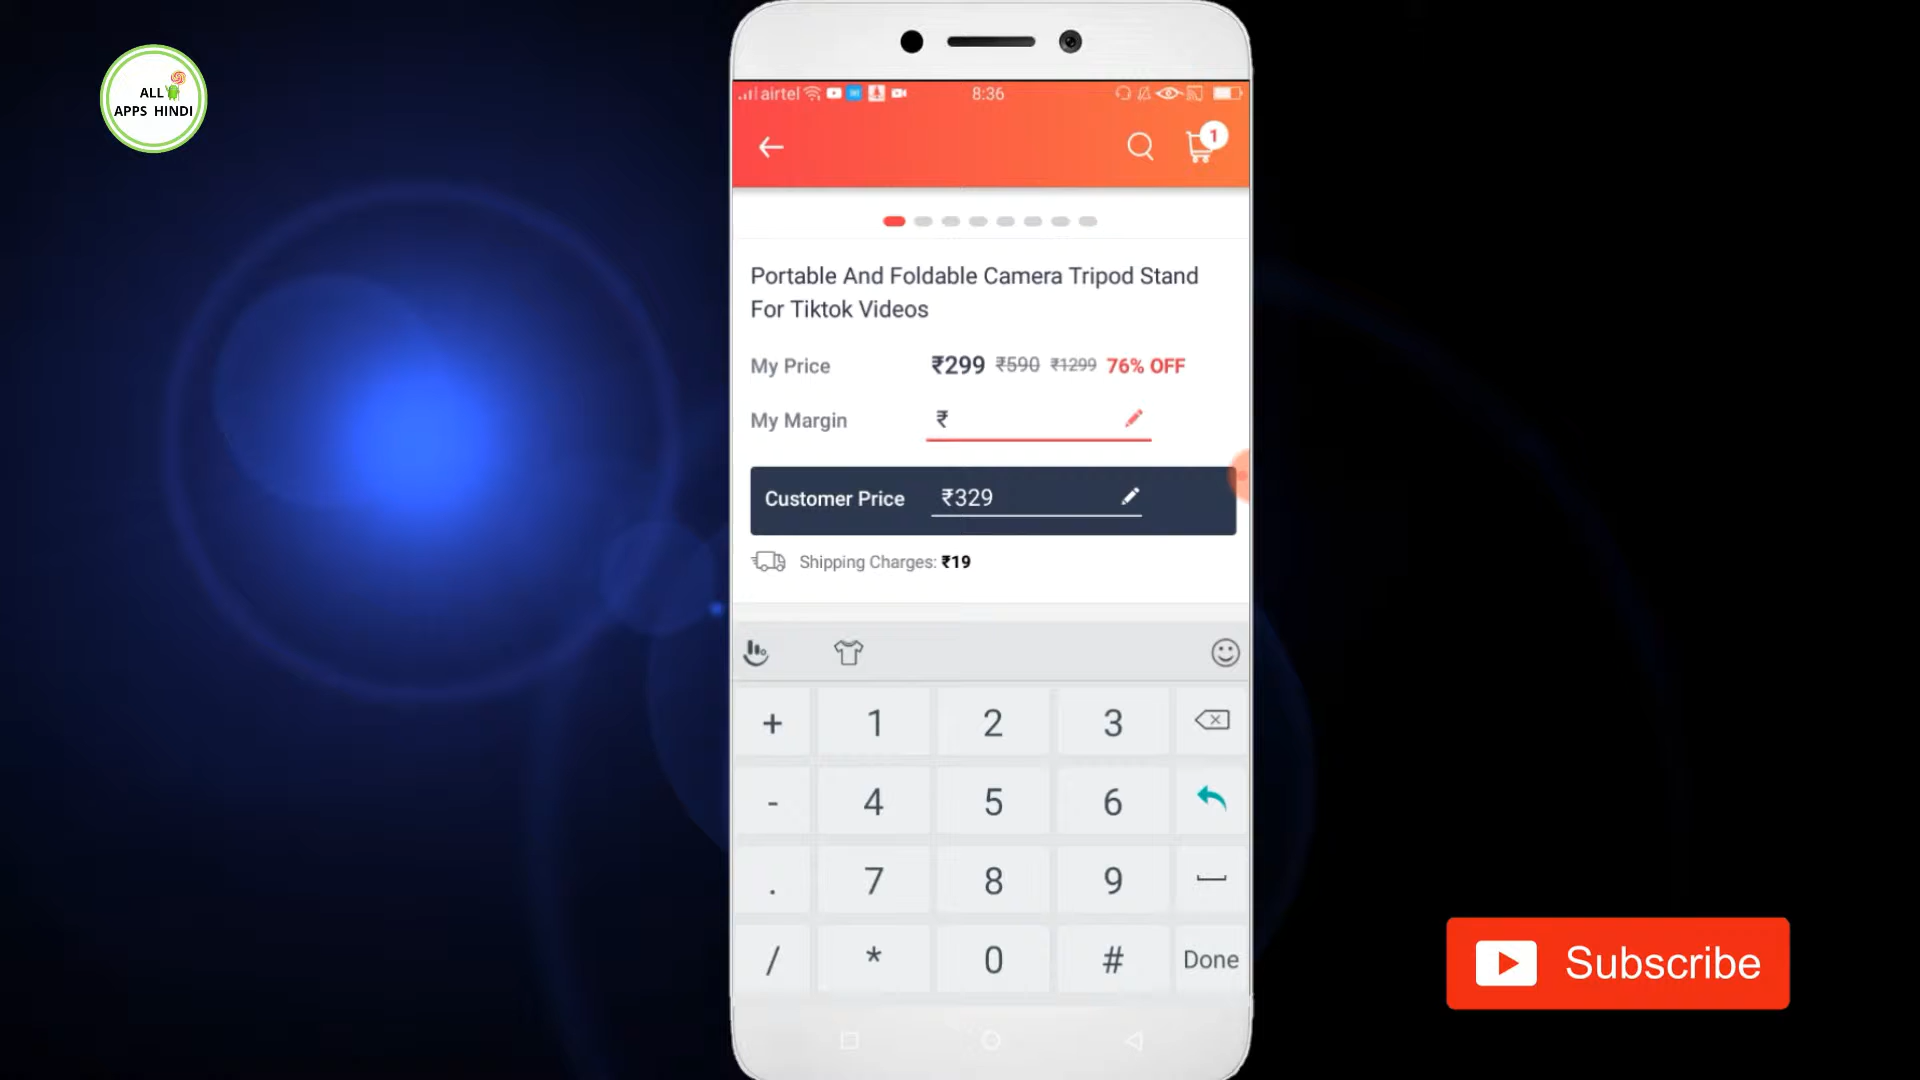 ALL
APPS HINDI
airtel
8:36
1
Portable And Foldable Camera Tripod Stand
For Tiktok Videos
My Price ₹299 ₹590 ₹1299 76% OFF
My Margin ₹
Customer Price ₹329
Shipping Charges: ₹19
+ 1 2 3
- 4 5 6
. 7 8 9
/ * 0 # Done
Subscribe